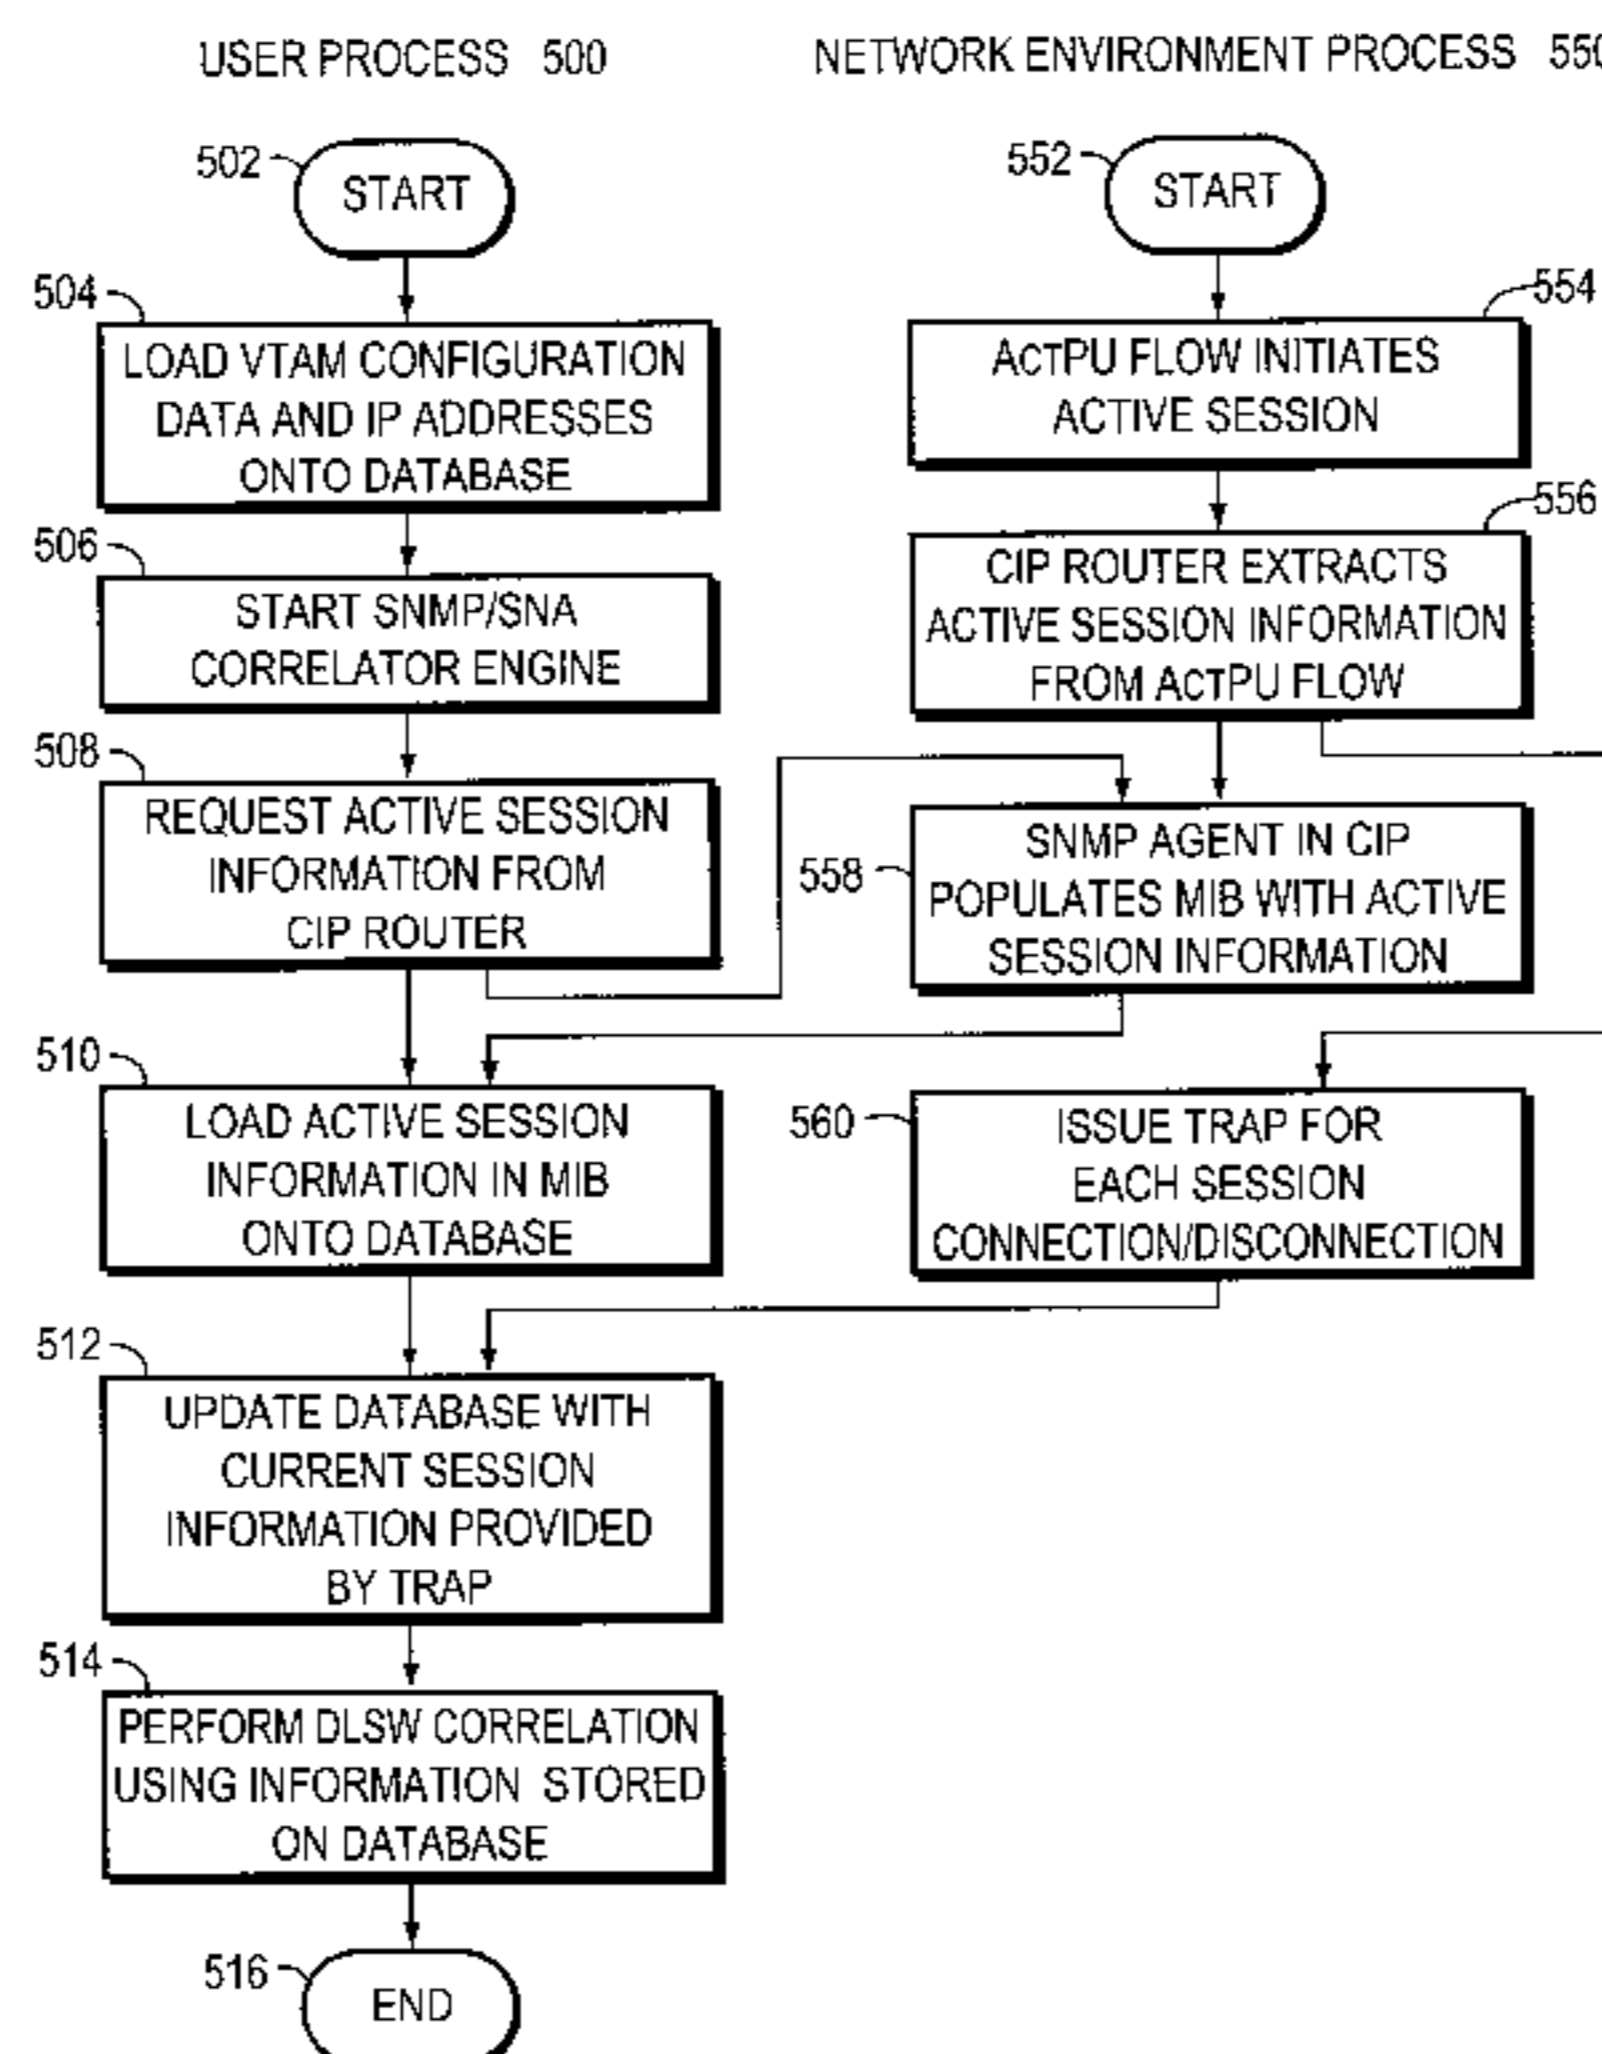 USER PROCESS 500
502
START
504
LOAD VTAM CONFIGURATION
DATA AND IP ADDRESSES
ONTO DATABASE
506
START SNMP/SNA
CORRELATOR ENGINE
508
REQUEST ACTIVE SESSION
INFORMATION FROM
CIP ROUTER
510
LOAD ACTIVE SESSION
INFORMATION IN MIB
ONTO DATABASE
512
UPDATE DATABASE WITH
CURRENT SESSION
INFORMATION PROVIDED
BY TRAP
514
PERFORM DLSW CORRELATION
USING INFORMATION STORED
ON DATABASE
516
END
NETWORK ENVIRONMENT PROCESS 550
552
START
554
ACTPU FLOW INITIATES
ACTIVE SESSION
556
CIP ROUTER EXTRACTS
ACTIVE SESSION INFORMATION
FROM ACTPU FLOW
558
SNMP AGENT IN CIP
POPULATES MIB WITH ACTIVE
SESSION INFORMATION
560
ISSUE TRAP FOR
EACH SESSION
CONNECTION/DISCONNECTION